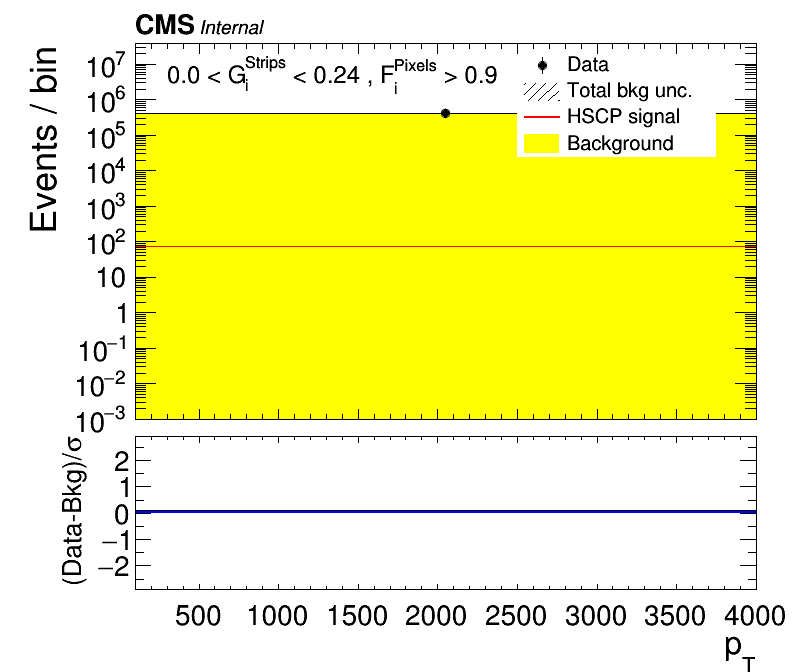 CMS Internal
Events / bin
10^7
10^6
10^5
10^4
10^3
10^2
10
1
10^−1
10^−2
10^−3
0.0 < G_i^Strips < 0.24 , F_i^Pixels > 0.9
Data
Total bkg unc.
HSCP signal
Background
(Data-Bkg)/σ
2
1
0
−1
−2
500 1000 1500 2000 2500 3000 3500 4000
p_T